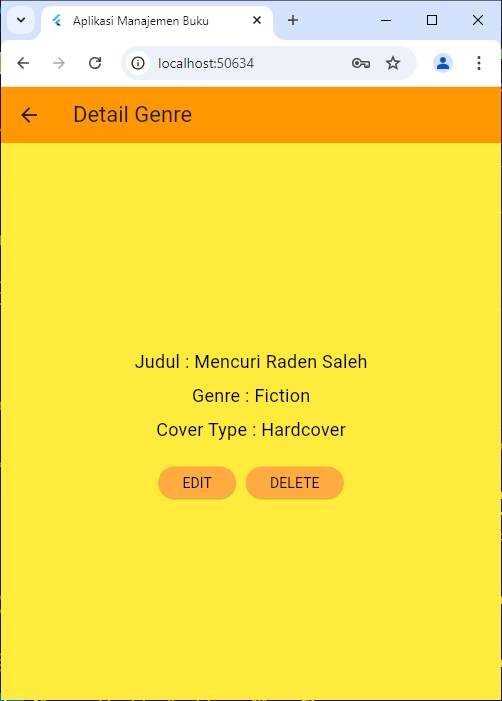 Aplikasi Manajemen Buku
localhost:50634
Detail Genre
Judul : Mencuri Raden Saleh
Genre : Fiction
Cover Type : Hardcover
EDIT DELETE